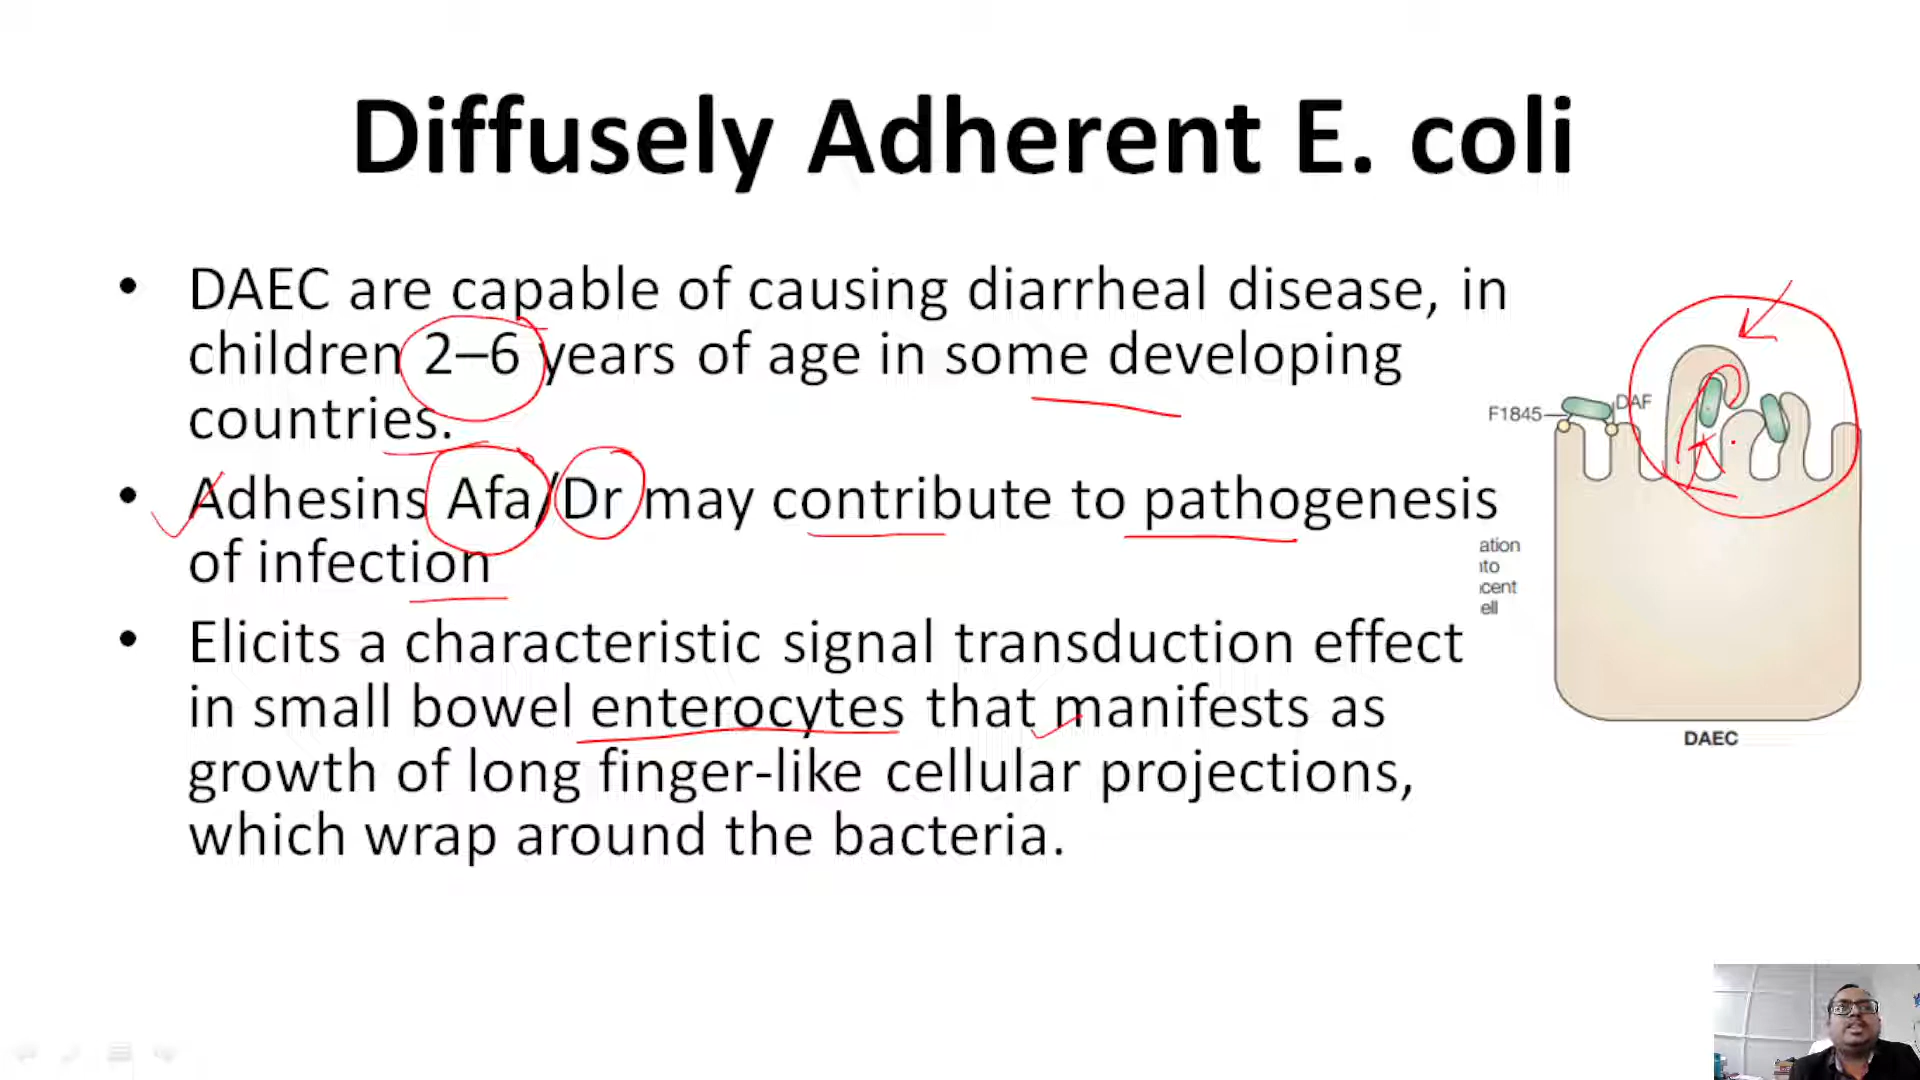 Diffusely Adherent E. coli
• DAEC are capable of causing diarrheal disease, in
children 2–6 years of age in some developing
countries.
• Adhesins Afa/Dr may contribute to pathogenesis
of infection
• Elicits a characteristic signal transduction effect
in small bowel enterocytes that manifests as
growth of long finger-like cellular projections,
which wrap around the bacteria.
F1845
DAF
ation
nto
cent
ell
DAEC